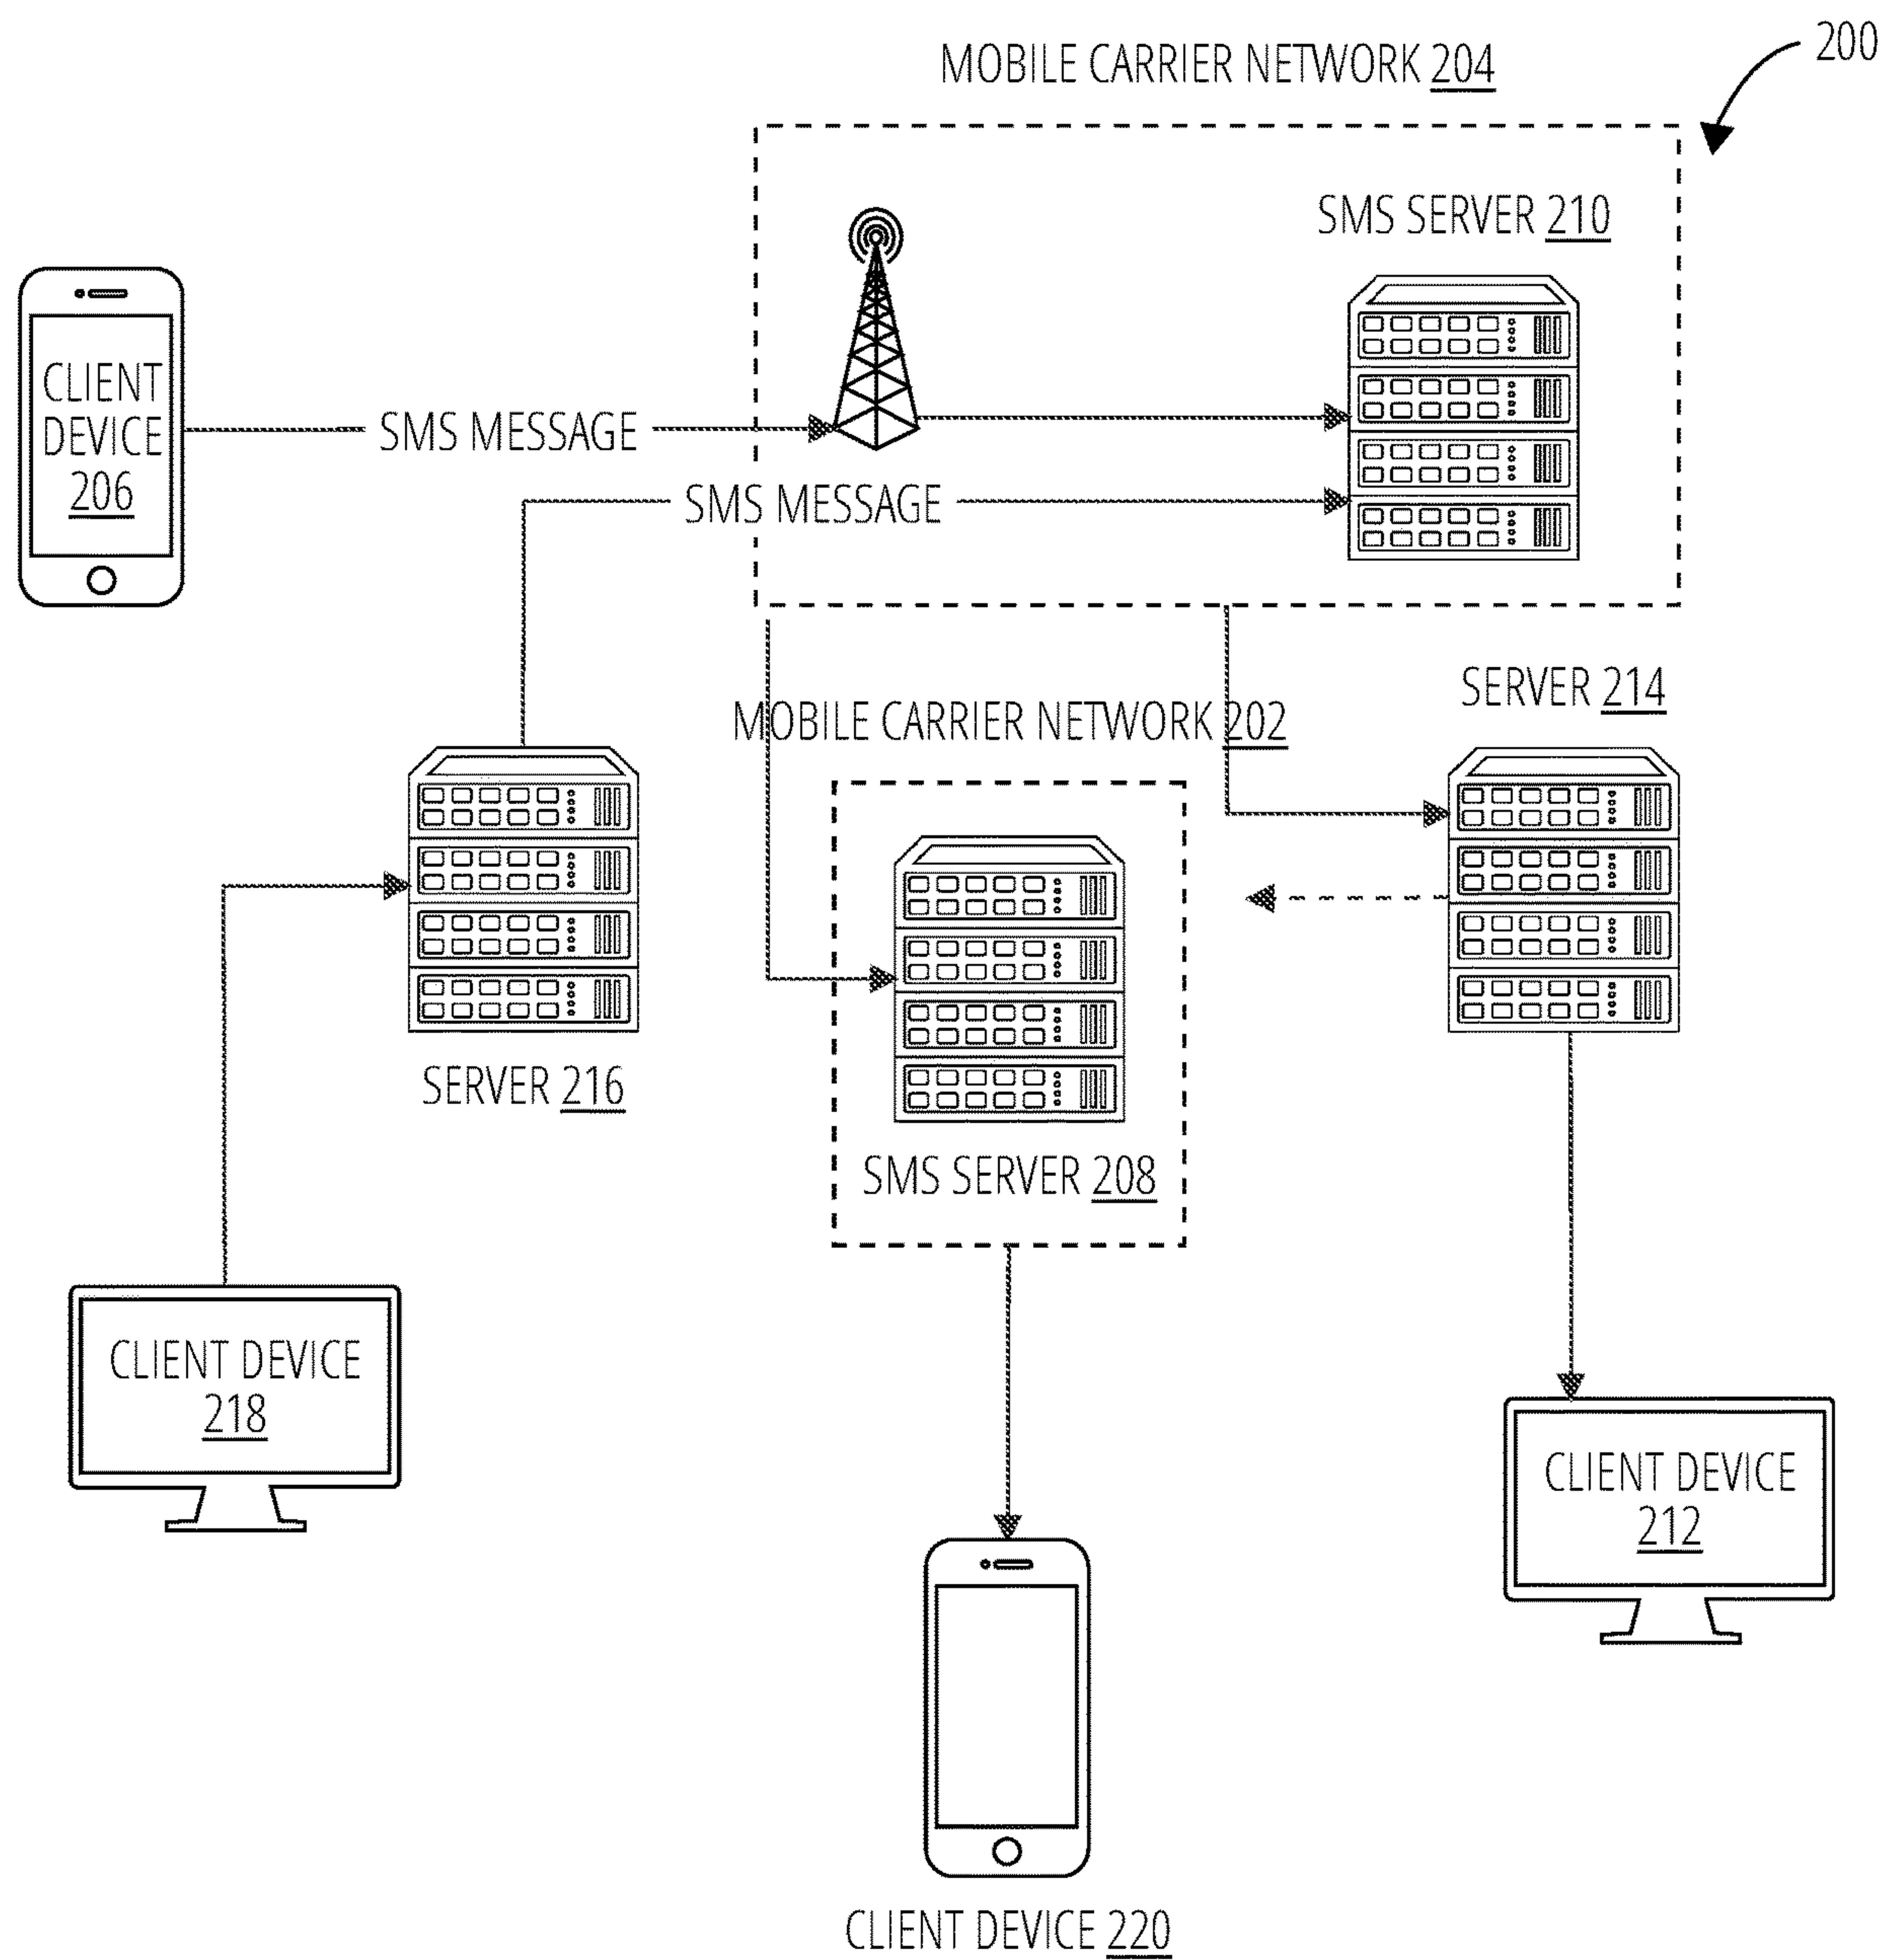 200
MOBILE CARRIER NETWORK 204
SMS SERVER 210
CLIENT
DEVICE
206
SMS MESSAGE
SMS MESSAGE
SERVER 214
MOBILE CARRIER NETWORK 202
SERVER 216
SMS SERVER 208
CLIENT DEVICE
218
CLIENT DEVICE
212
CLIENT DEVICE 220